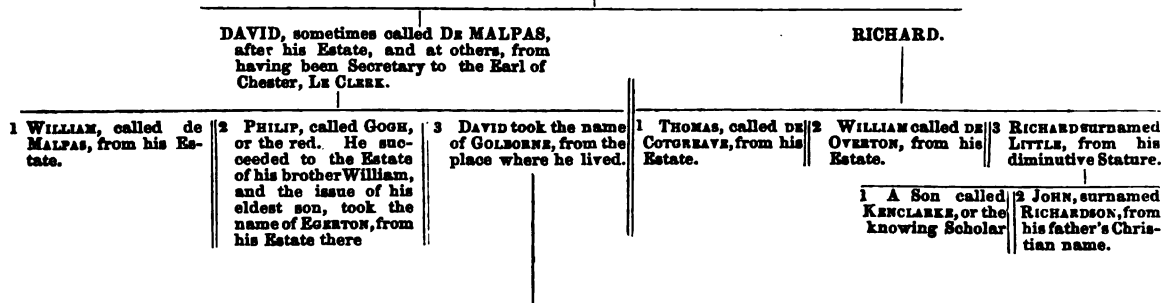 DAVID, sometimes called DE MALPAS,
after his Estate, and at others, from
having been Secretary to the Earl of
Chester, LE CLERK.
RICHARD.
1 WILLIAM, called de
MALPAS, from his Es-
tate.
2 PHILIP, called GOGH,
or the red. He suc-
ceeded to the Estate
of his brother William,
and the issue of his
eldest son, took the
name of EGERTON, from
his Estate there
3 DAVID took the name
of GOLBORNE, from the
place where he lived.
1 THOMAS, called DE
COTGREAVE, from his
Estate.
2 WILLIAM called DE
OVERTON, from his
Estate.
3 RICHARD surnamed
LITTLE, from his
diminutive Stature.
1 A Son called
KENCLARKE, or the
knowing Scholar
2 JOHN, surnamed
RICHARDSON, from
his father's Chris-
tian name.